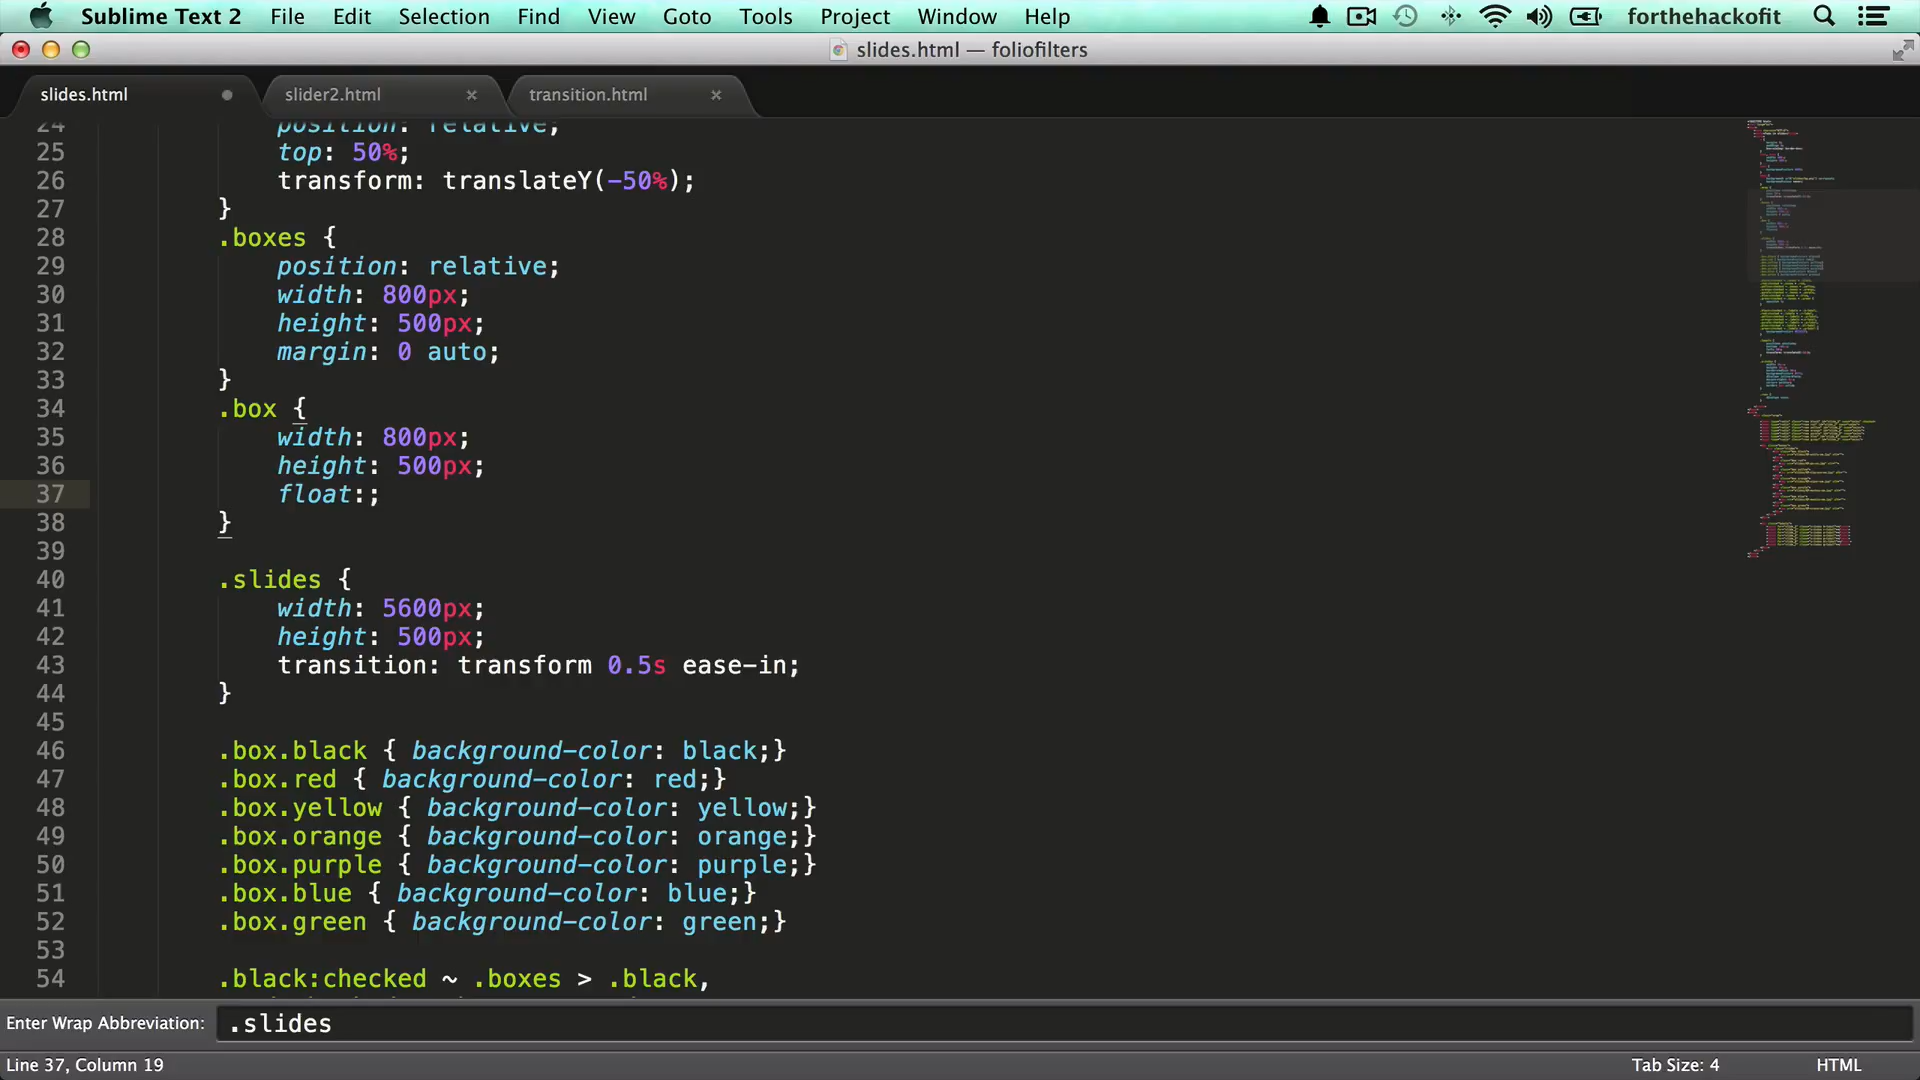 Sublime Text 2 File Edit Selection Find View Goto Tools Project Window Help forthehackofit
slides.html — foliofilters
slides.html slider2.html × transition.html ×
24 position: relative;
25 top: 50%;
26 transform: translateY(-50%);
27 }
28 .boxes {
29 position: relative;
30 width: 800px;
31 height: 500px;
32 margin: 0 auto;
33 }
34 .box {
35 width: 800px;
36 height: 500px;
37 float:;
38 }
39
40 .slides {
41 width: 5600px;
42 height: 500px;
43 transition: transform 0.5s ease-in;
44 }
45
46 .box.black { background-color: black;}
47 .box.red { background-color: red;}
48 .box.yellow { background-color: yellow;}
49 .box.orange { background-color: orange;}
50 .box.purple { background-color: purple;}
51 .box.blue { background-color: blue;}
52 .box.green { background-color: green;}
53
54 .black:checked ~ .boxes > .black,
Enter Wrap Abbreviation: .slides
Line 37, Column 19 Tab Size: 4 HTML